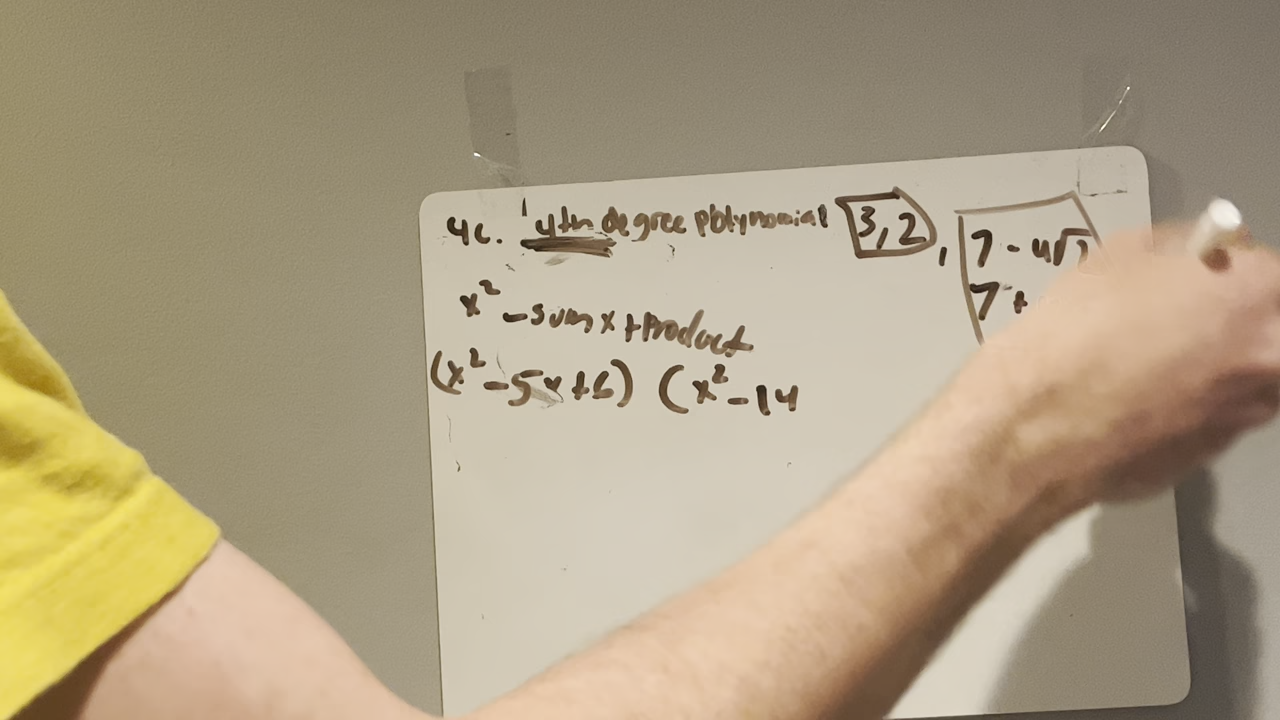 4c. 4th degree polynomial 3,2, 7 - 4√
7 +
x² - sum x + product
(x² - 5x + 6) (x² - 14